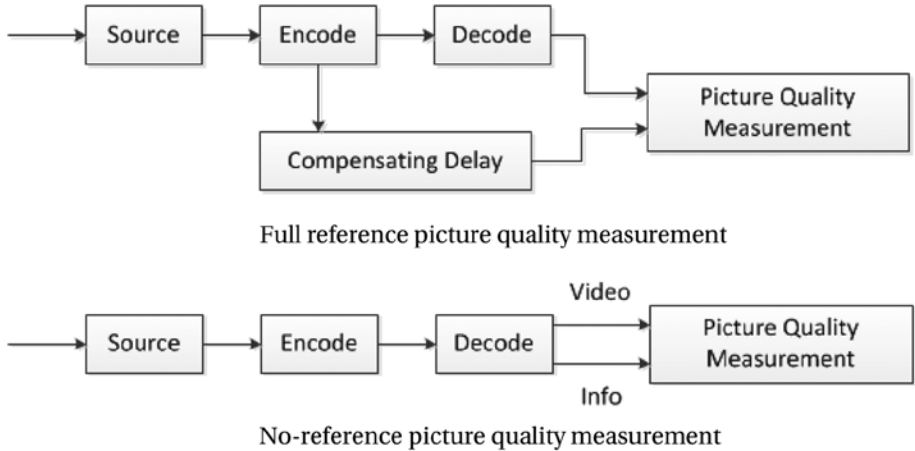 Source
Encode
Decode
Picture Quality
Measurement
Compensating Delay
Full reference picture quality measurement
Video
Source
Encode
Decode
Picture Quality
Measurement
Info
No-reference picture quality measurement